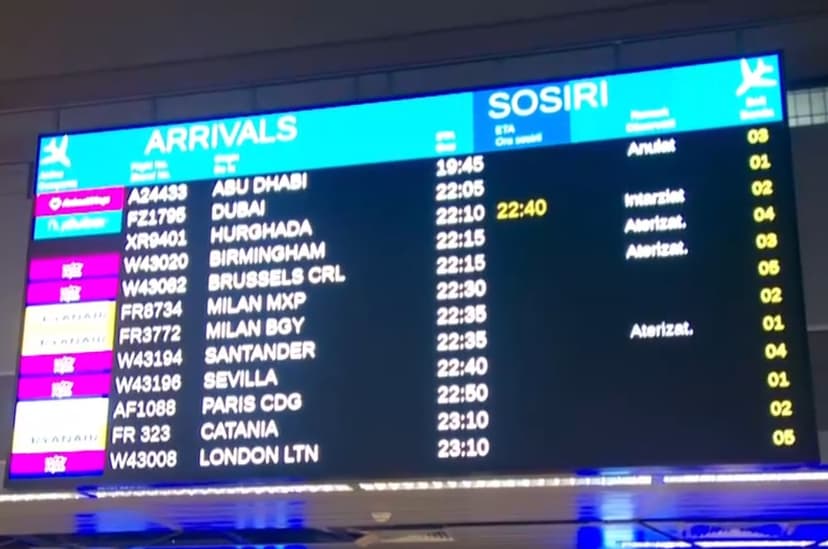 ARRIVALS SOSIRI
ETA
Ora sosiri
A24433 ABU DHABI 19:45 Anulat 03
FZ1795 DUBAI 22:05 01
XR9401 HURGHADA 22:10 22:40 Intarziat 02
W43020 BIRMINGHAM 22:15 Aterizat. 04
W43062 BRUSSELS CRL 22:15 Aterizat. 03
FR8734 MILAN MXP 22:30 05
RYANAIR FR3772 MILAN BGY 22:35 02
W43194 SANTANDER 22:35 Aterizat. 01
W43196 SEVILLA 22:40 04
AF1088 PARIS CDG 22:50 01
RYANAIR FR 323 CATANIA 23:10 02
W43008 LONDON LTN 23:10 05